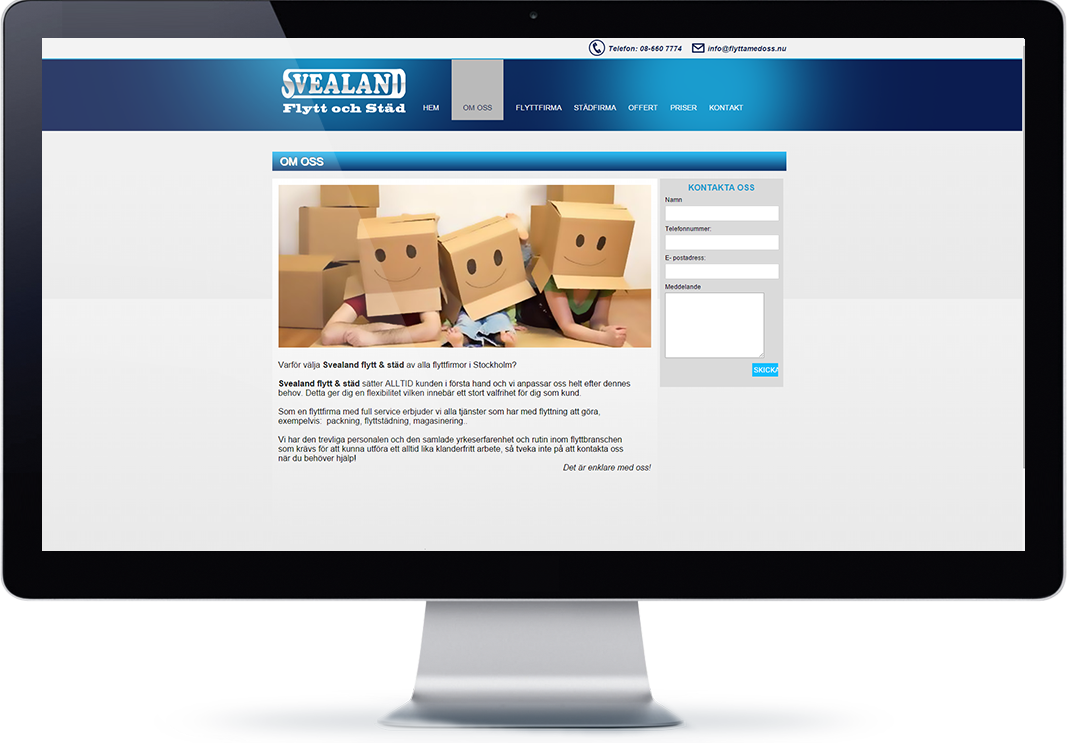 Telefon: 08-660 7774 info@flyttamedoss.nu
SVEALAND
Flytt och Städ
HEM OM OSS FLYTTFIRMA STÄDFIRMA OFFERT PRISER KONTAKT
OM OSS
KONTAKTA OSS
Namn
Telefonnummer:
E- postadress:
Meddelande
SKICKA
Varför välja Svealand flytt & städ av alla flyttfirmor i Stockholm?
Svealand flytt & städ sätter ALLTID kunden i första hand och vi anpassar oss helt efter dennes
behov. Detta ger dig en flexibilitet vilken innebär ett stort valfrihet för dig som kund.
Som en flyttfirma med full service erbjuder vi alla tjänster som har med flyttning att göra,
exempelvis: packning, flyttstädning, magasinering..
Vi har den trevliga personalen och den samlade yrkeserfarenhet och rutin inom flyttbranschen
som krävs för att kunna utföra ett alltid lika klanderfritt arbete, så tveka inte på att kontakta oss
när du behöver hjälp!
Det är enklare med oss!